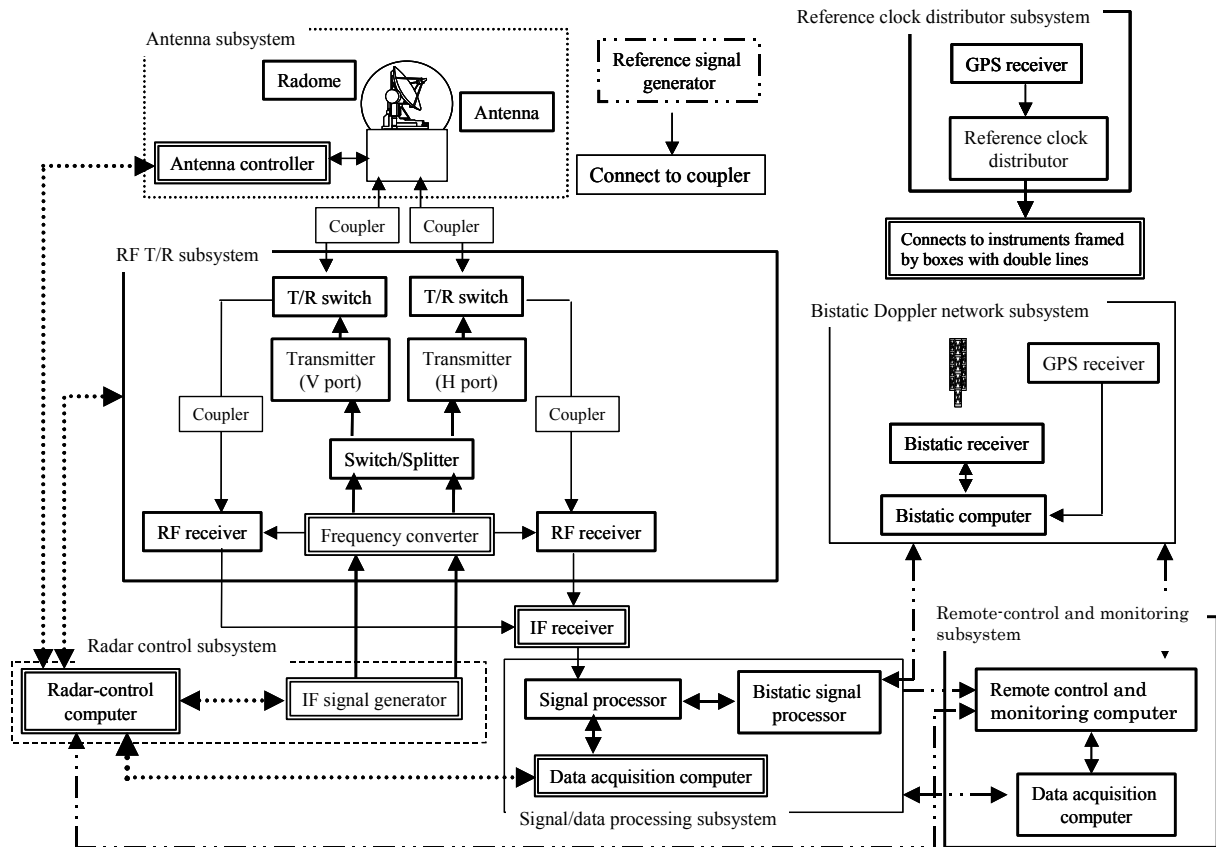 Antenna subsystem
Radome
Antenna
Antenna controller
Reference signal
generator
Connect to coupler
Reference clock distributor subsystem
GPS receiver
Reference clock
distributor
Connects to instruments framed
by boxes with double lines
Coupler
Coupler
RF T/R subsystem
T/R switch
T/R switch
Transmitter
(V port)
Transmitter
(H port)
Coupler
Coupler
Switch/Splitter
RF receiver
Frequency converter
RF receiver
Bistatic Doppler network subsystem
GPS receiver
Bistatic receiver
Bistatic computer
IF receiver
Radar control subsystem
Radar-control
computer
IF signal generator
Signal processor
Bistatic signal
processor
Data acquisition computer
Signal/data processing subsystem
Remote-control and monitoring
subsystem
Remote control and
monitoring computer
Data acquisition
computer